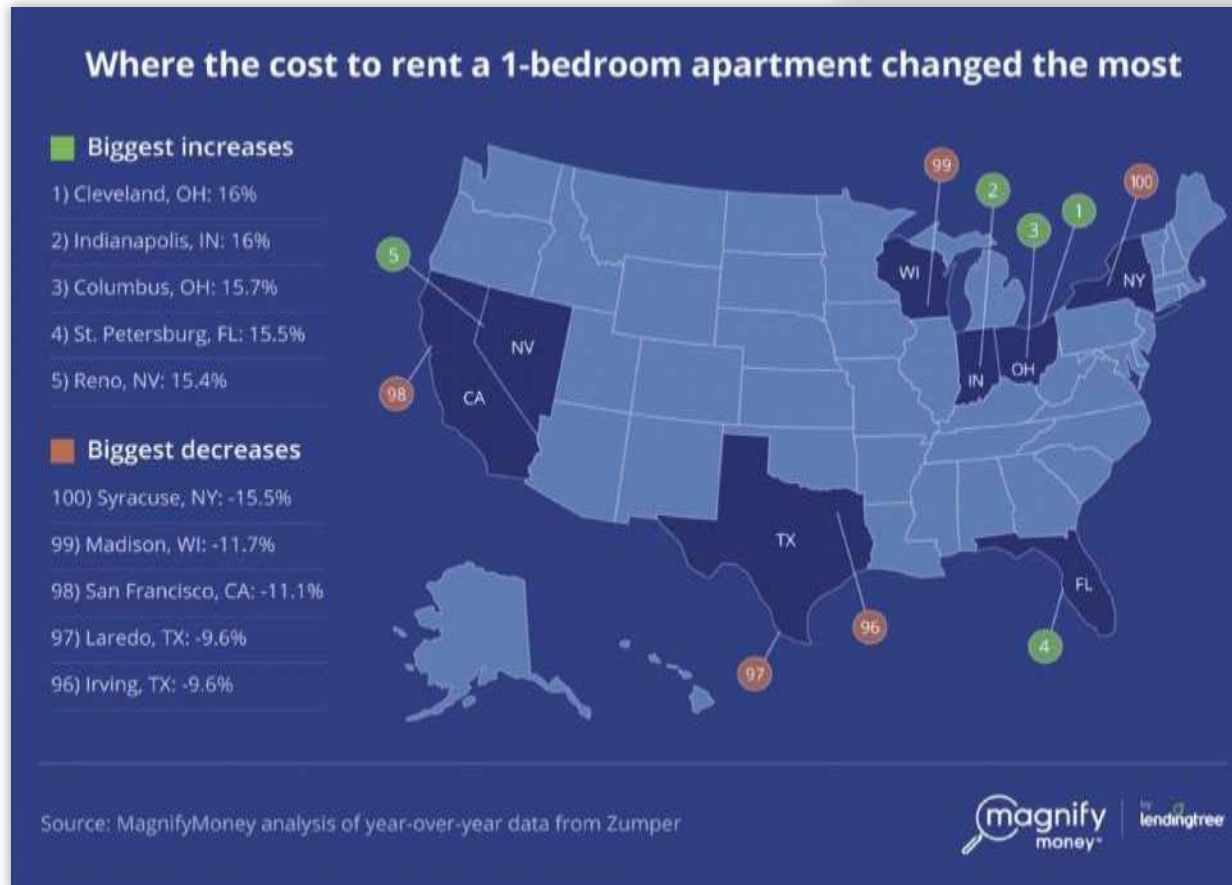 Where the cost to rent a 1-bedroom apartment changed the most
Biggest increases
1) Cleveland, OH: 16%
2) Indianapolis, IN: 16%
3) Columbus, OH: 15.7%
4) St. Petersburg, FL: 15.5%
5) Reno, NV: 15.4%
Biggest decreases
100) Syracuse, NY: -15.5%
99) Madison, WI: -11.7%
98) San Francisco, CA: -11.1%
97) Laredo, TX: -9.6%
96) Irving, TX: -9.6%
99
2
100
1
3
5
WI
NY
NV
OH
IN
98
CA
TX
FL
96
4
97
Source: MagnifyMoney analysis of year-over-year data from Zumper
magnify
money
by
lendingtree